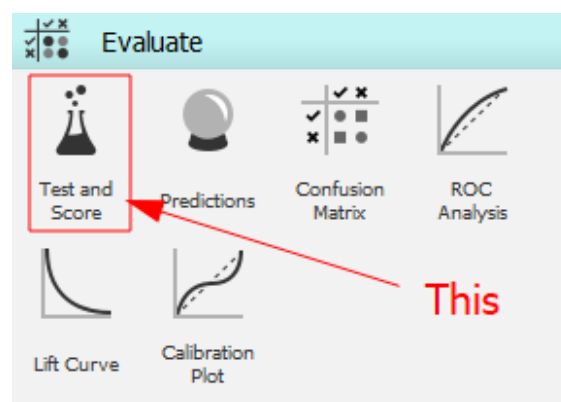 Evaluate
Test and
Score
Predictions
Confusion
Matrix
ROC
Analysis
This
Lift Curve
Calibration
Plot